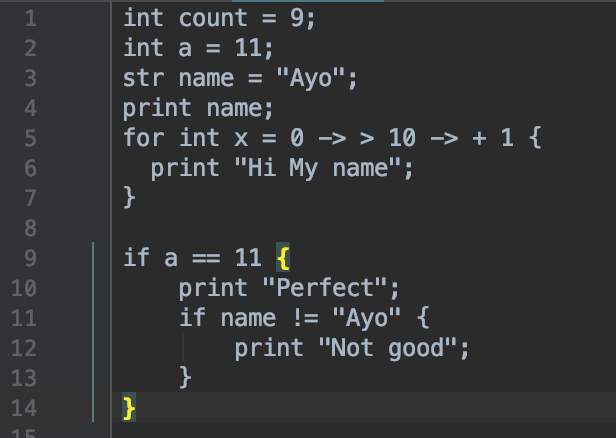 1 int count = 9;
2 int a = 11;
3 str name = "Ayo";
4 print name;
5 for int x = 0 -> > 10 -> + 1 {
6 print "Hi My name";
7 }
8
9 if a == 11 {
10 print "Perfect";
11 if name != "Ayo" {
12 print "Not good";
13 }
14 }
15